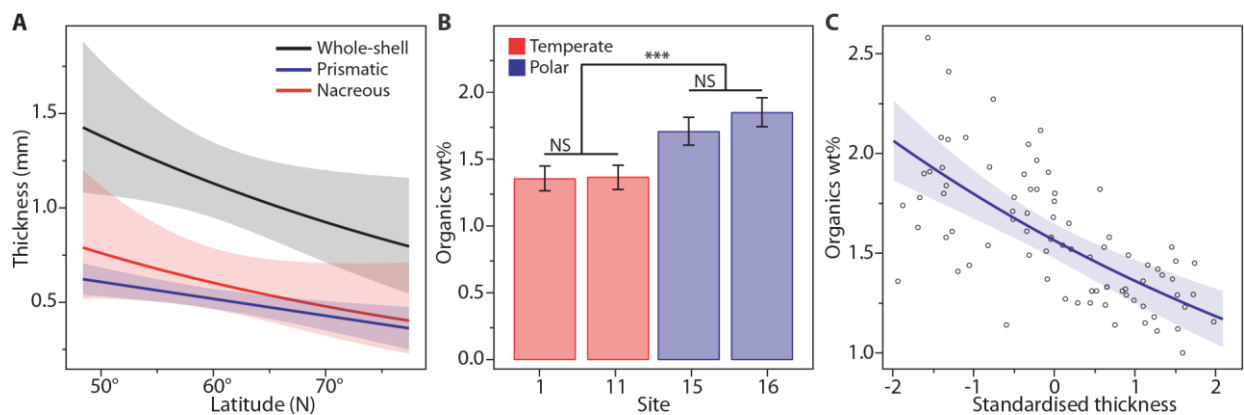 A
Thickness (mm)
1.5
1.0
0.5
Whole-shell
Prismatic
Nacreous
50°
60°
70°
Latitude (N)
B
Organics wt%
2.0
1.5
1.0
0.5
0.0
Temperate
Polar
***
NS
NS
1
11
15
16
Site
C
Organics wt%
2.5
2.0
1.5
1.0
-2
-1
0
1
2
Standardised thickness